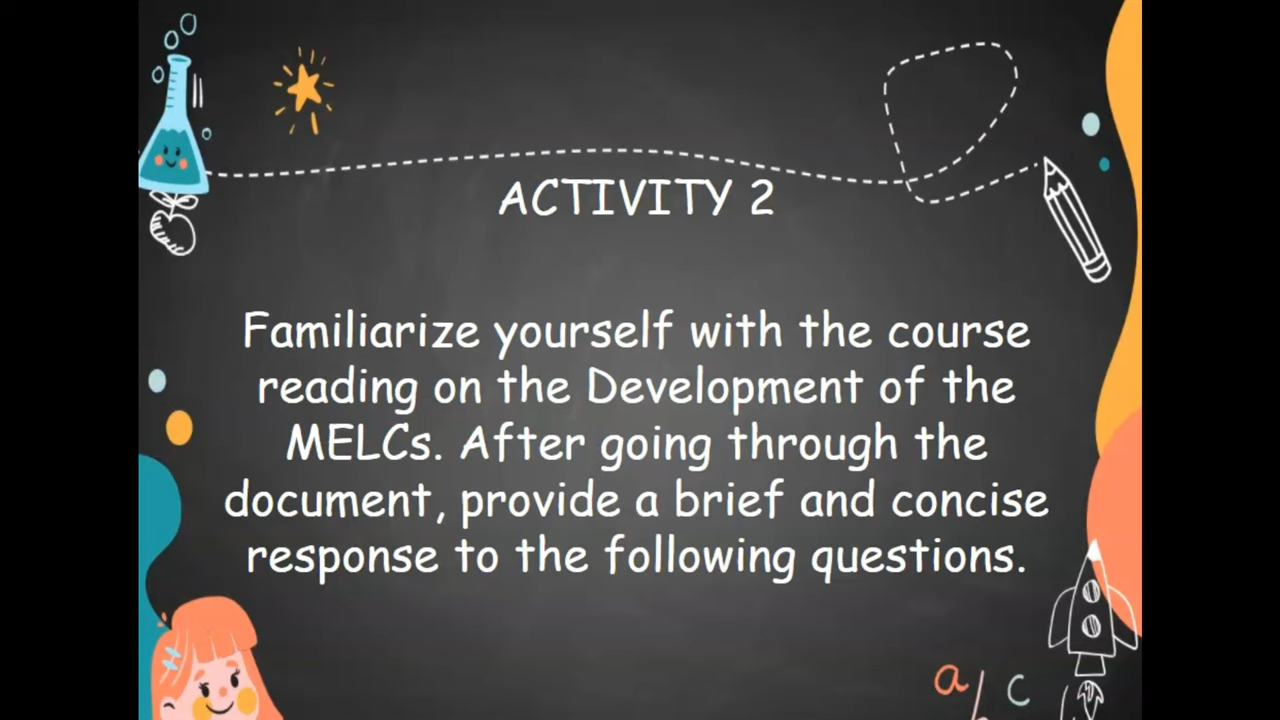 ACTIVITY 2
Familiarize yourself with the course
reading on the Development of the
MELCs. After going through the
document, provide a brief and concise
response to the following questions.
a
c